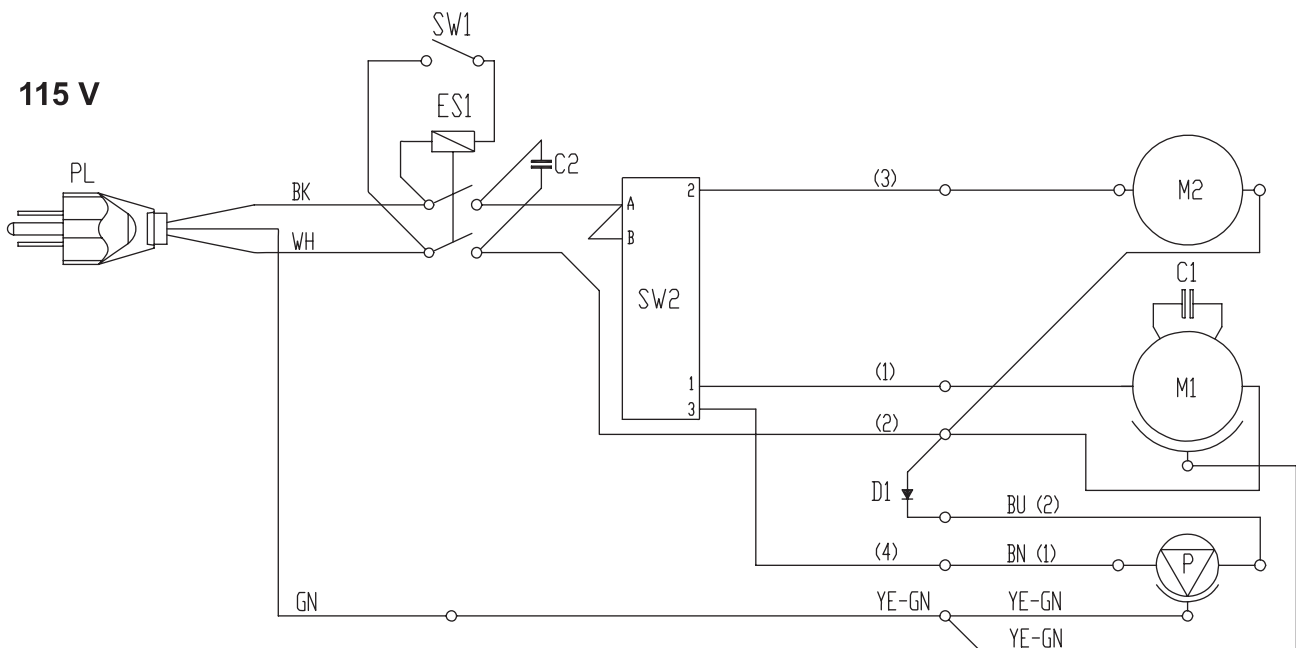 SW1
115 V
ES1
PL
C2
BK
WH
A
B
2
SW2
1
3
(3)
M2
C1
(1)
M1
(2)
D1
BU (2)
(4)
BN (1)
P
GN
YE-GN
YE-GN
YE-GN